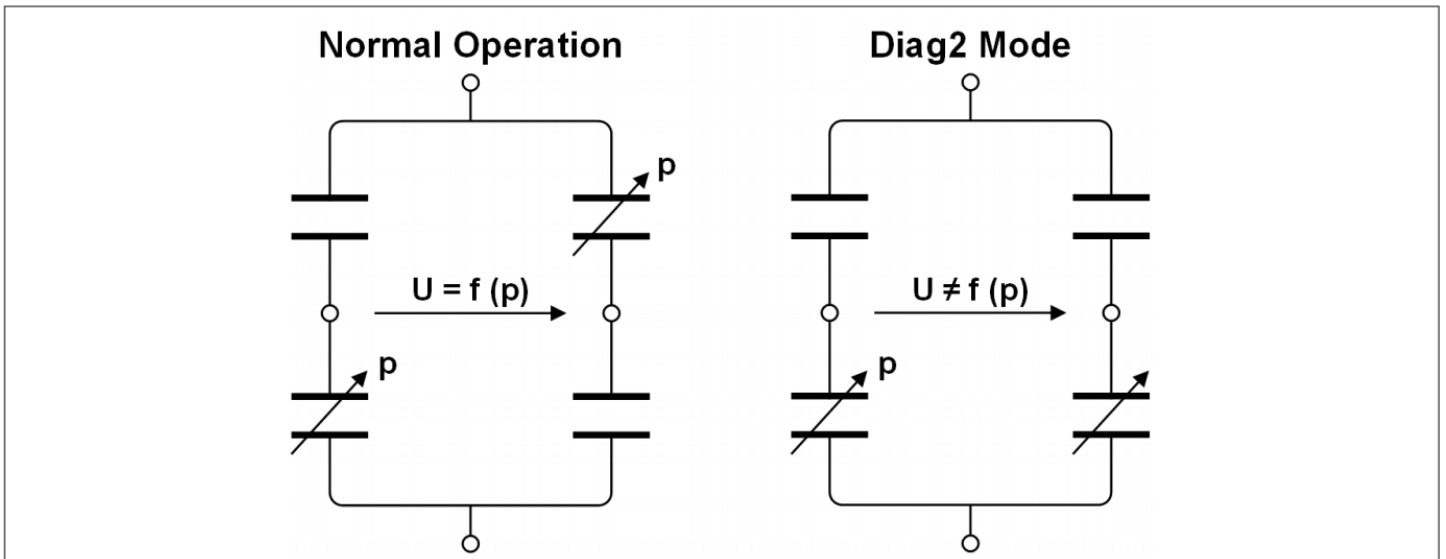 Normal Operation
Diag2 Mode
p
U = f (p)
U ≠ f (p)
p
p